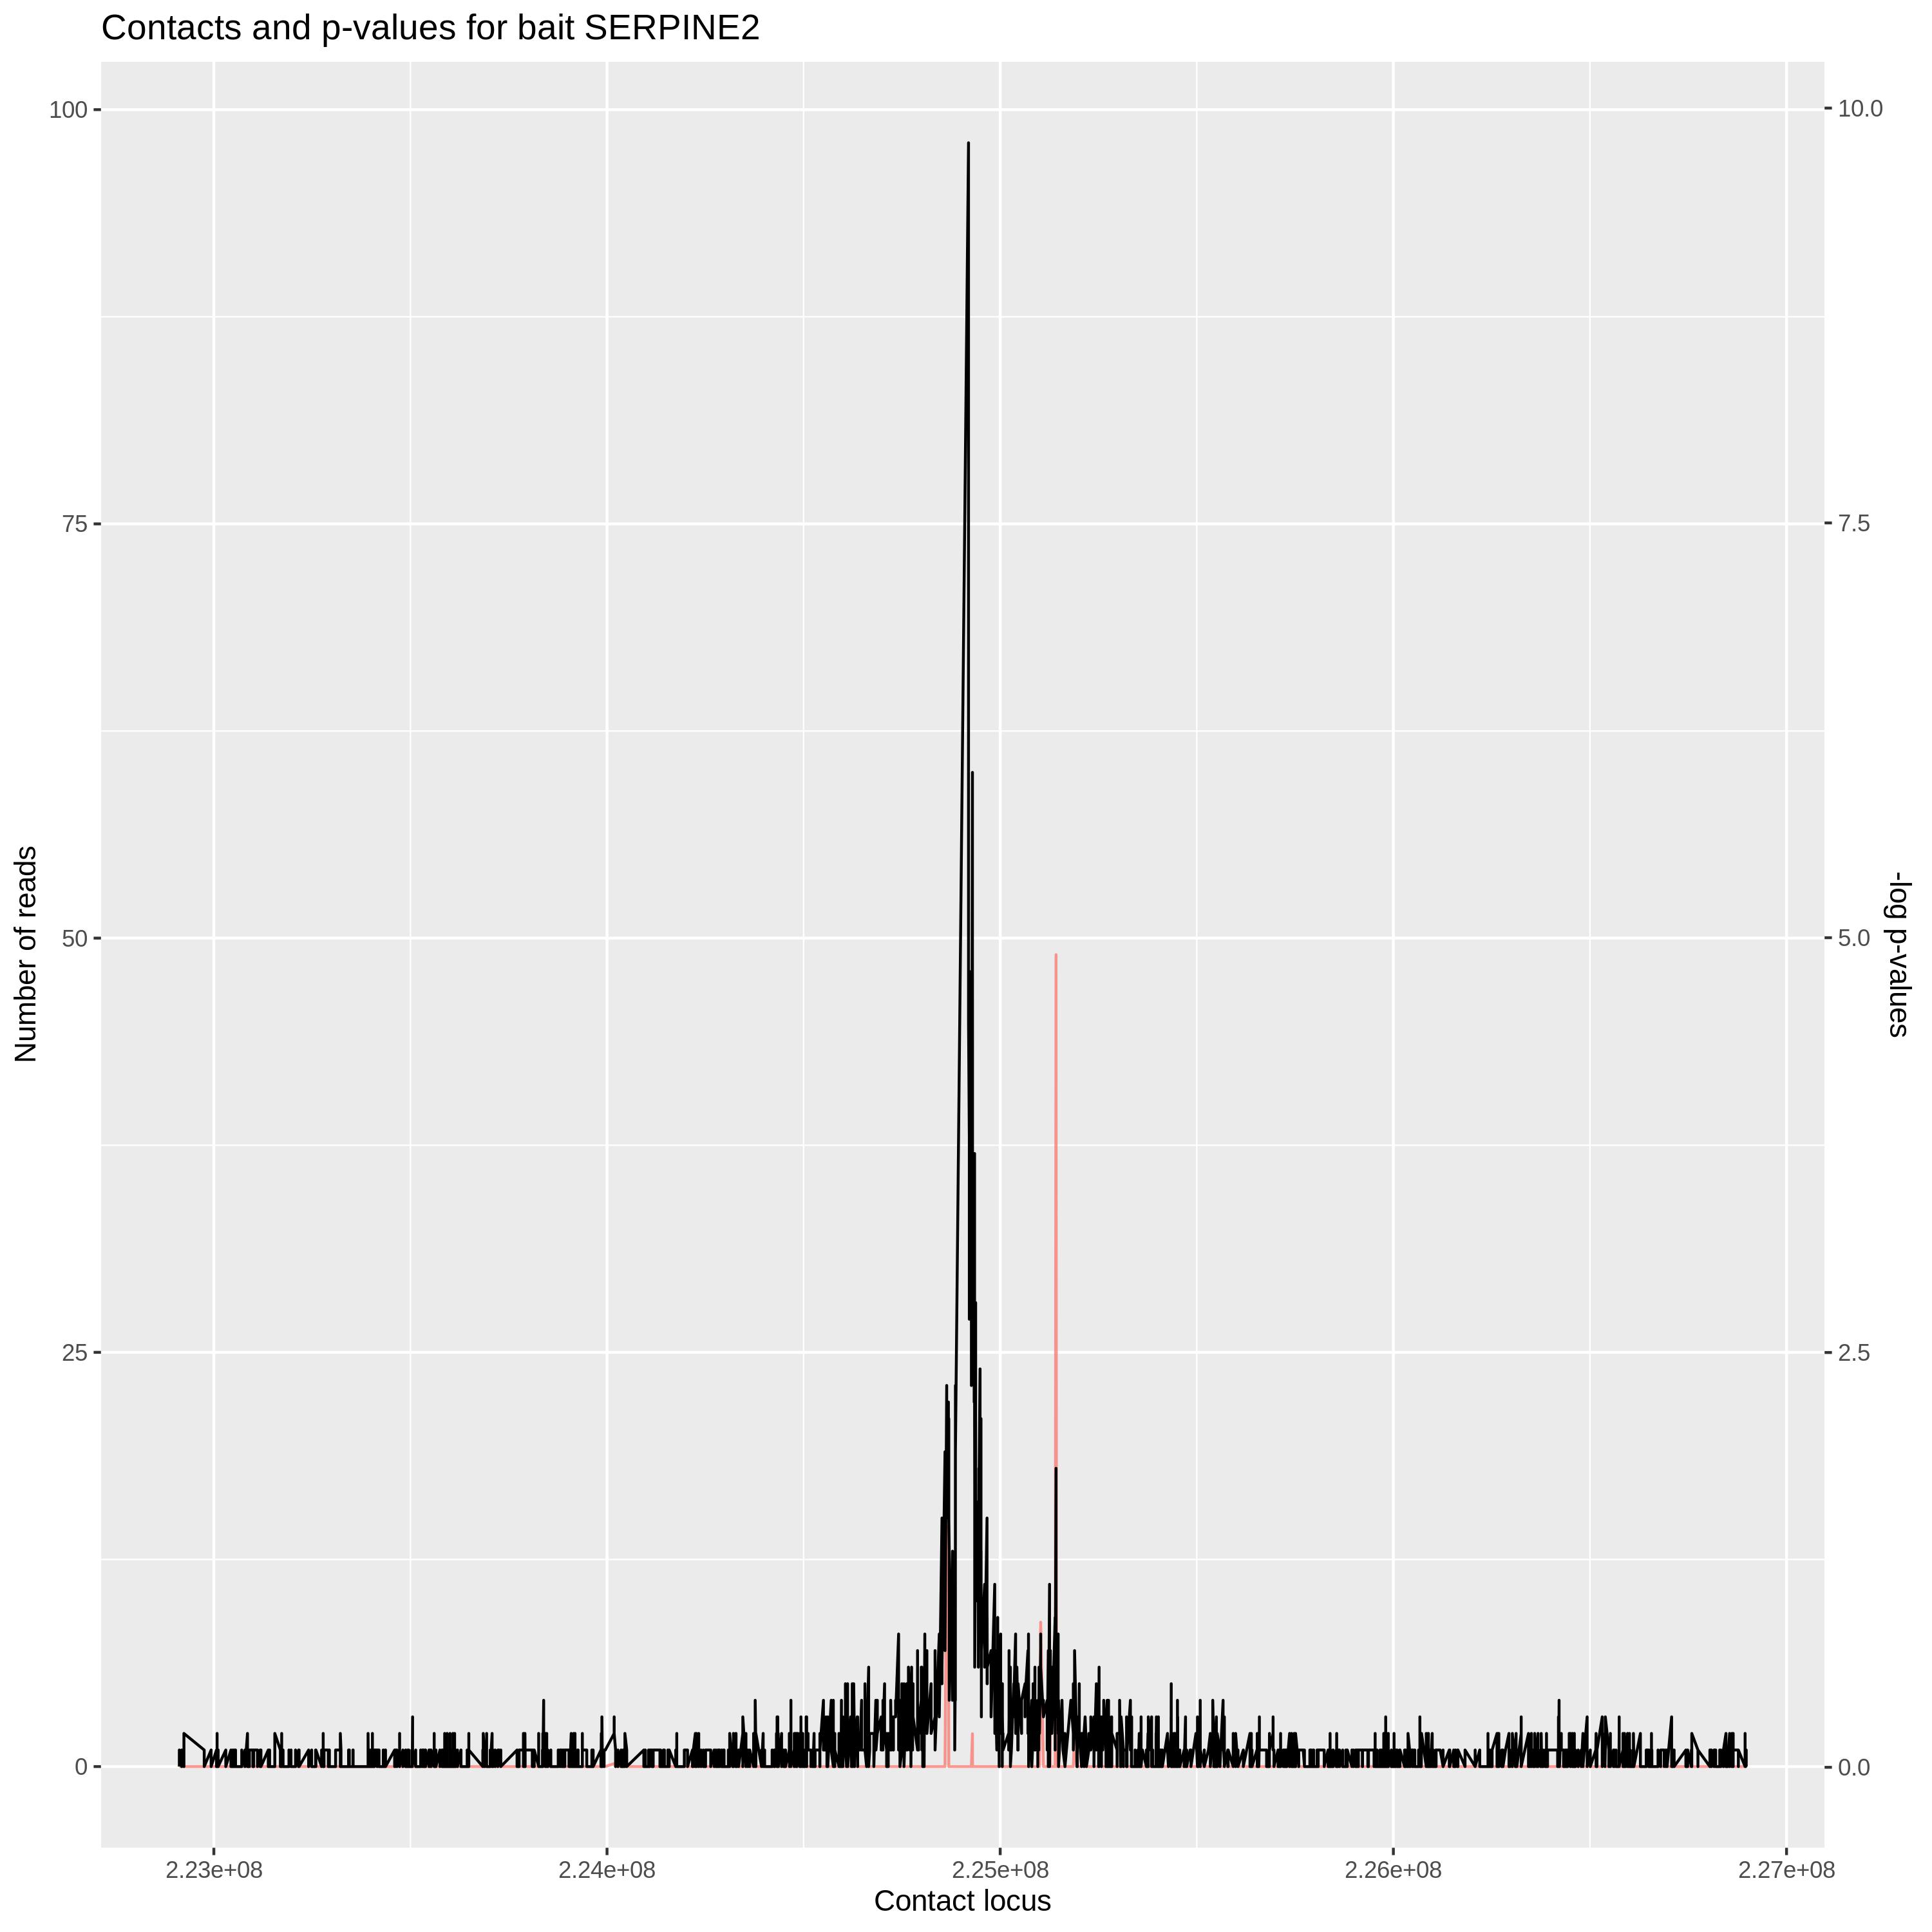 Contacts and p-values for bait SERPINE2
100
75
50
25
0
Number of reads
10.0
7.5
5.0
2.5
0.0
-log p-values
2.23e+08
2.24e+08
2.25e+08
2.26e+08
2.27e+08
Contact locus